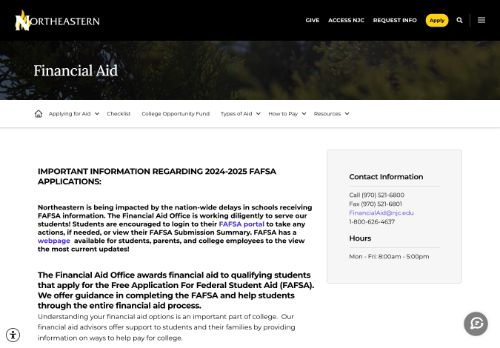 NORTHEASTERN
GIVE ACCESS NJC REQUEST INFO Apply
Financial Aid
Applying for Aid Checklist College Opportunity Fund Types of Aid How to Pay Resources
IMPORTANT INFORMATION REGARDING 2024-2025 FAFSA
APPLICATIONS:
Northeastern is being impacted by the nation-wide delays in schools receiving
FAFSA information. The Financial Aid Office is working diligently to serve our
students! Students are encouraged to login to their FAFSA portal to take any
actions, if needed, or view their FAFSA Submission Summary. FAFSA has a
webpage available for students, parents, and college employees to the view
the most current updates!
The Financial Aid Office awards financial aid to qualifying students
that apply for the Free Application For Federal Student Aid (FAFSA).
We offer guidance in completing the FAFSA and help students
through the entire financial aid process.
Understanding your financial aid options is an important part of college. Our
financial aid advisors offer support to students and their families by providing
information on ways to help pay for college.
Contact Information
Call (970) 521-6800
Fax (970) 521-6801
FinancialAid@njc.edu
1-800-626-4637
Hours
Mon - Fri: 8:00am - 5:00pm